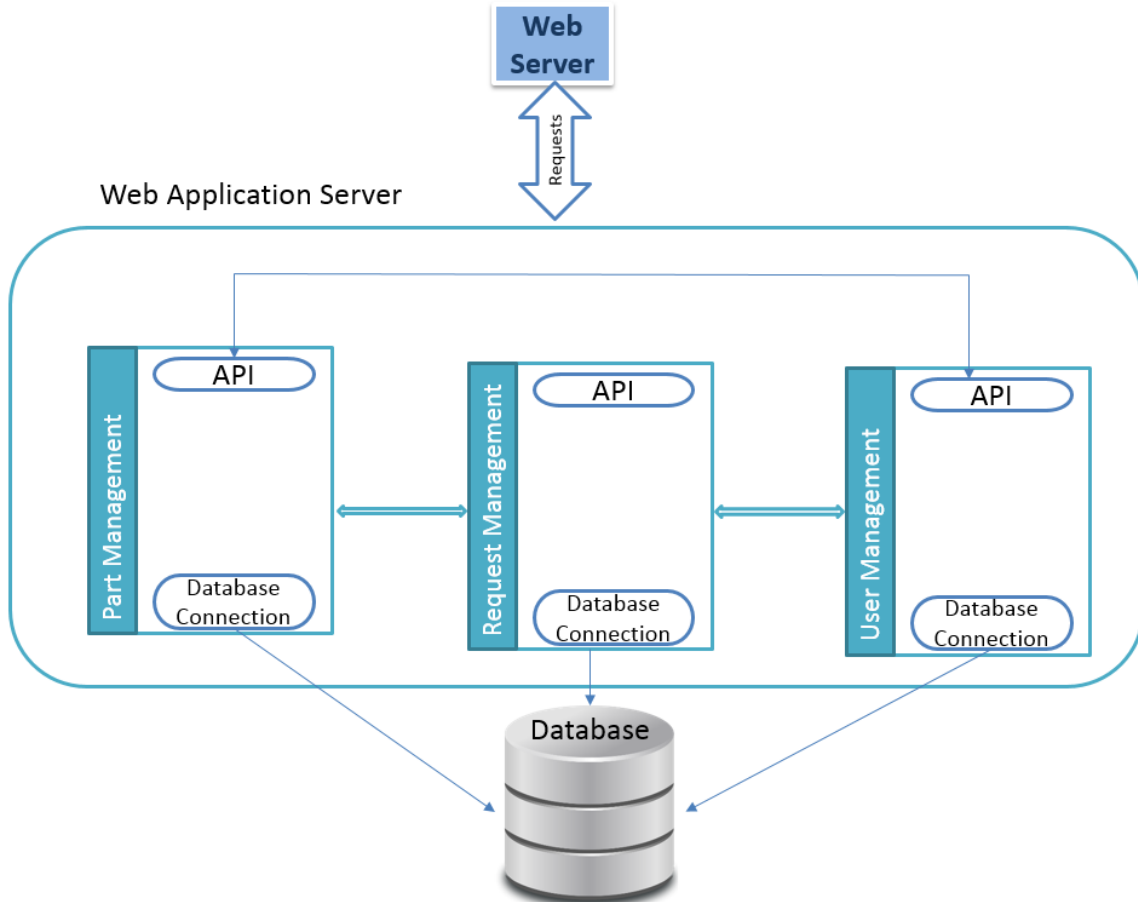 Web
Server
Requests
Web Application Server
Part Management
API
Database
Connection
Request Management
API
Database
Connection
User Management
API
Database
Connection
Database